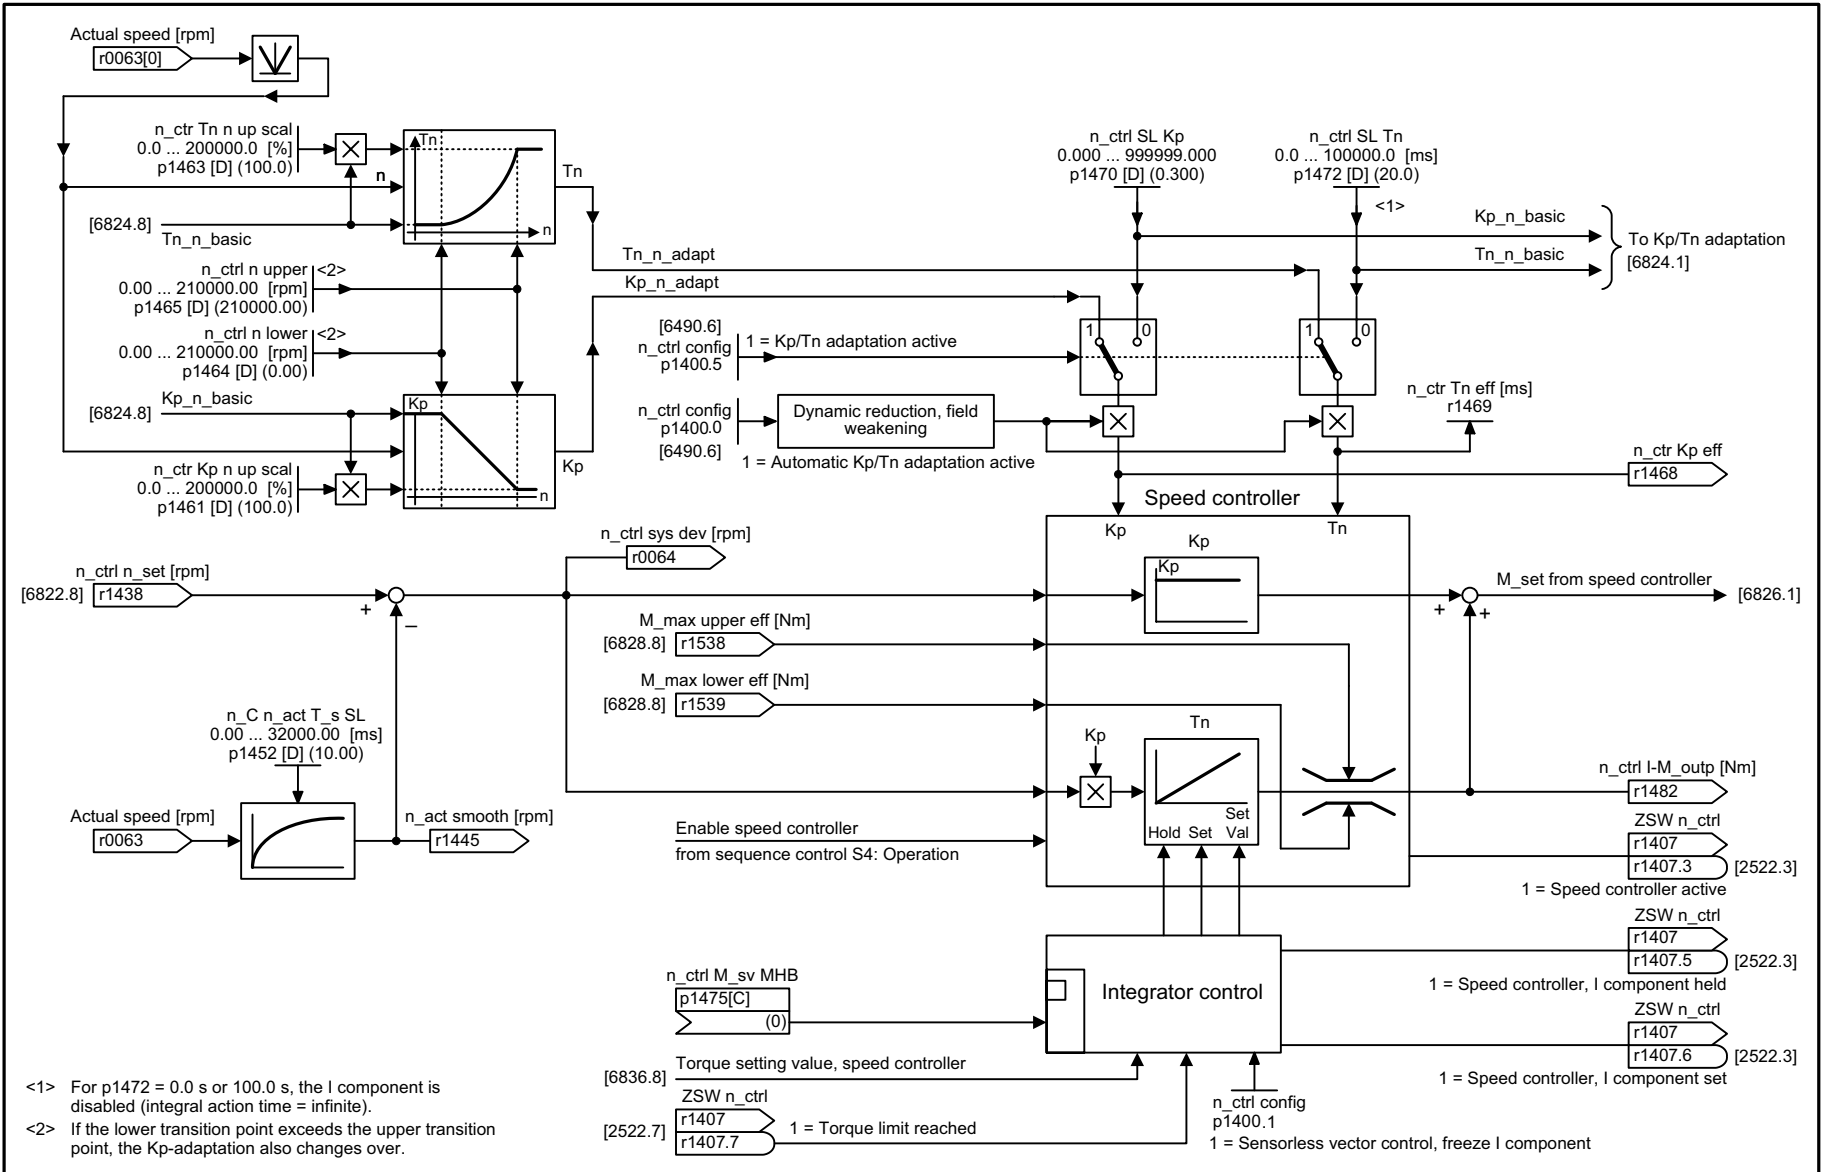 Actual speed [rpm]
r0063[0]
n_ctr Tn n up scal
0.0 ... 200000.0 [%]
p1463 [D] (100.0)
n
Tn
n
Tn
[6824.8]
Tn_n_basic
n_ctrl n upper <2>
0.00 ... 210000.00 [rpm]
p1465 [D] (210000.00)
n_ctrl n lower <2>
0.00 ... 210000.00 [rpm]
p1464 [D] (0.00)
[6824.8]
Kp_n_basic
Kp
n
Kp
n_ctr Kp n up scal
0.0 ... 200000.0 [%]
p1461 [D] (100.0)
Tn_n_adapt
Kp_n_adapt
n_ctrl SL Kp
0.000 ... 999999.000
p1470 [D] (0.300)
n_ctrl SL Tn
0.0 ... 100000.0 [ms]
p1472 [D] (20.0)
<1>
Kp_n_basic
Tn_n_basic
To Kp/Tn adaptation
[6824.1]
[6490.6]
n_ctrl config
p1400.5
1 = Kp/Tn adaptation active
1 0
1 0
n_ctrl config
p1400.0
[6490.6]
Dynamic reduction, field
weakening
1 = Automatic Kp/Tn adaptation active
n_ctr Tn eff [ms]
r1469
n_ctr Kp eff
r1468
Speed controller
Kp
Tn
n_ctrl sys dev [rpm]
r0064
n_ctrl n_set [rpm]
[6822.8] r1438
+
–
Kp
Kp
+
+
M_set from speed controller
[6826.1]
M_max upper eff [Nm]
[6828.8] r1538
M_max lower eff [Nm]
[6828.8] r1539
n_C n_act T_s SL
0.00 ... 32000.00 [ms]
p1452 [D] (10.00)
Actual speed [rpm]
r0063
n_act smooth [rpm]
r1445
Kp
Tn
Hold Set Set
Val
n_ctrl I-M_outp [Nm]
r1482
Enable speed controller
from sequence control S4: Operation
ZSW n_ctrl
r1407
r1407.3 [2522.3]
1 = Speed controller active
ZSW n_ctrl
r1407
r1407.5 [2522.3]
1 = Speed controller, I component held
ZSW n_ctrl
r1407
r1407.6 [2522.3]
1 = Speed controller, I component set
n_ctrl M_sv MHB
p1475[C]
(0)
Integrator control
[6836.8]
Torque setting value, speed controller
ZSW n_ctrl
r1407
[2522.7]
r1407.7
1 = Torque limit reached
n_ctrl config
p1400.1
1 = Sensorless vector control, freeze I component
<1> For p1472 = 0.0 s or 100.0 s, the I component is
disabled (integral action time = infinite).
<2> If the lower transition point exceeds the upper transition
point, the Kp-adaptation also changes over.